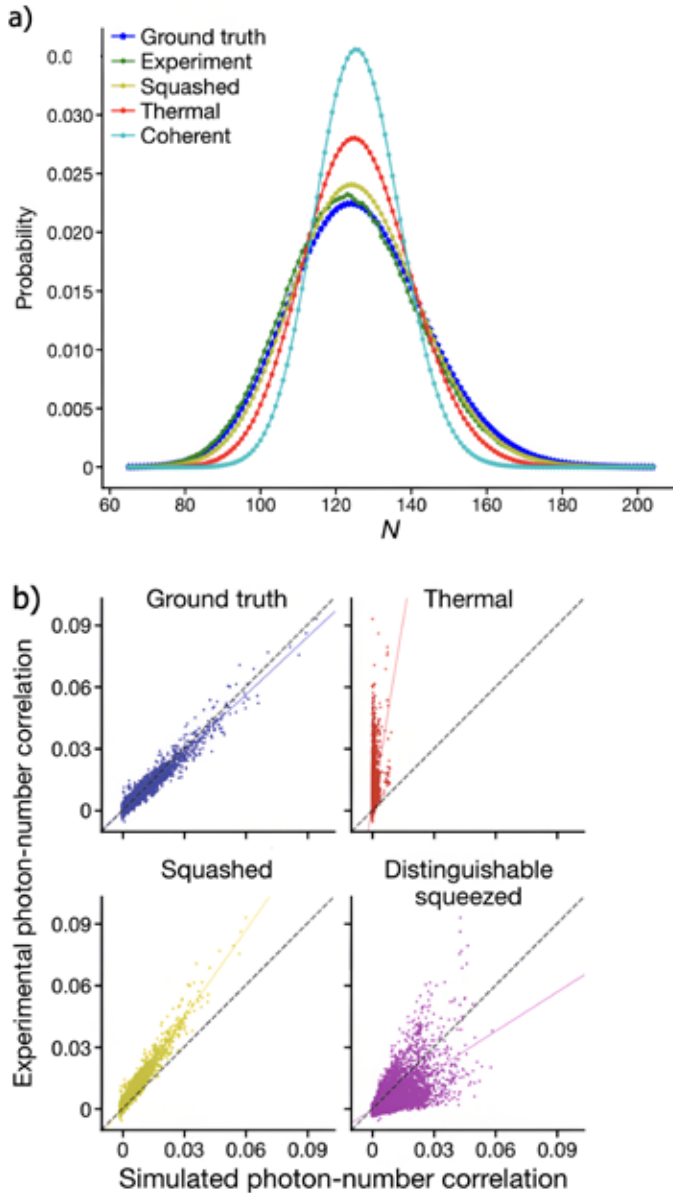 a)
Ground truth
Experiment
Squashed
Thermal
Coherent
0.0
0.030
0.025
0.020
0.015
0.010
0.005
0
Probability
60 80 100 120 140 160 180 200
N
b)
Ground truth
Thermal
0.09
0.06
0.03
0
Squashed
Distinguishable
squeezed
0.09
0.06
0.03
0
Experimental photon-number correlation
0 0.03 0.06 0.09 0 0.03 0.06 0.09
Simulated photon-number correlation